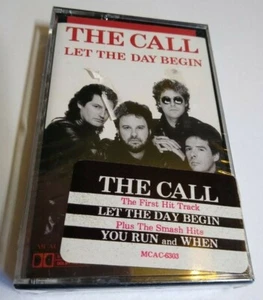 THE CALL
LET THE DAY BEGIN
THE CALL
The First Hit Track
LET THE DAY BEGIN
Plus The Smash Hits
YOU RUN and WHEN
MCAC-6303